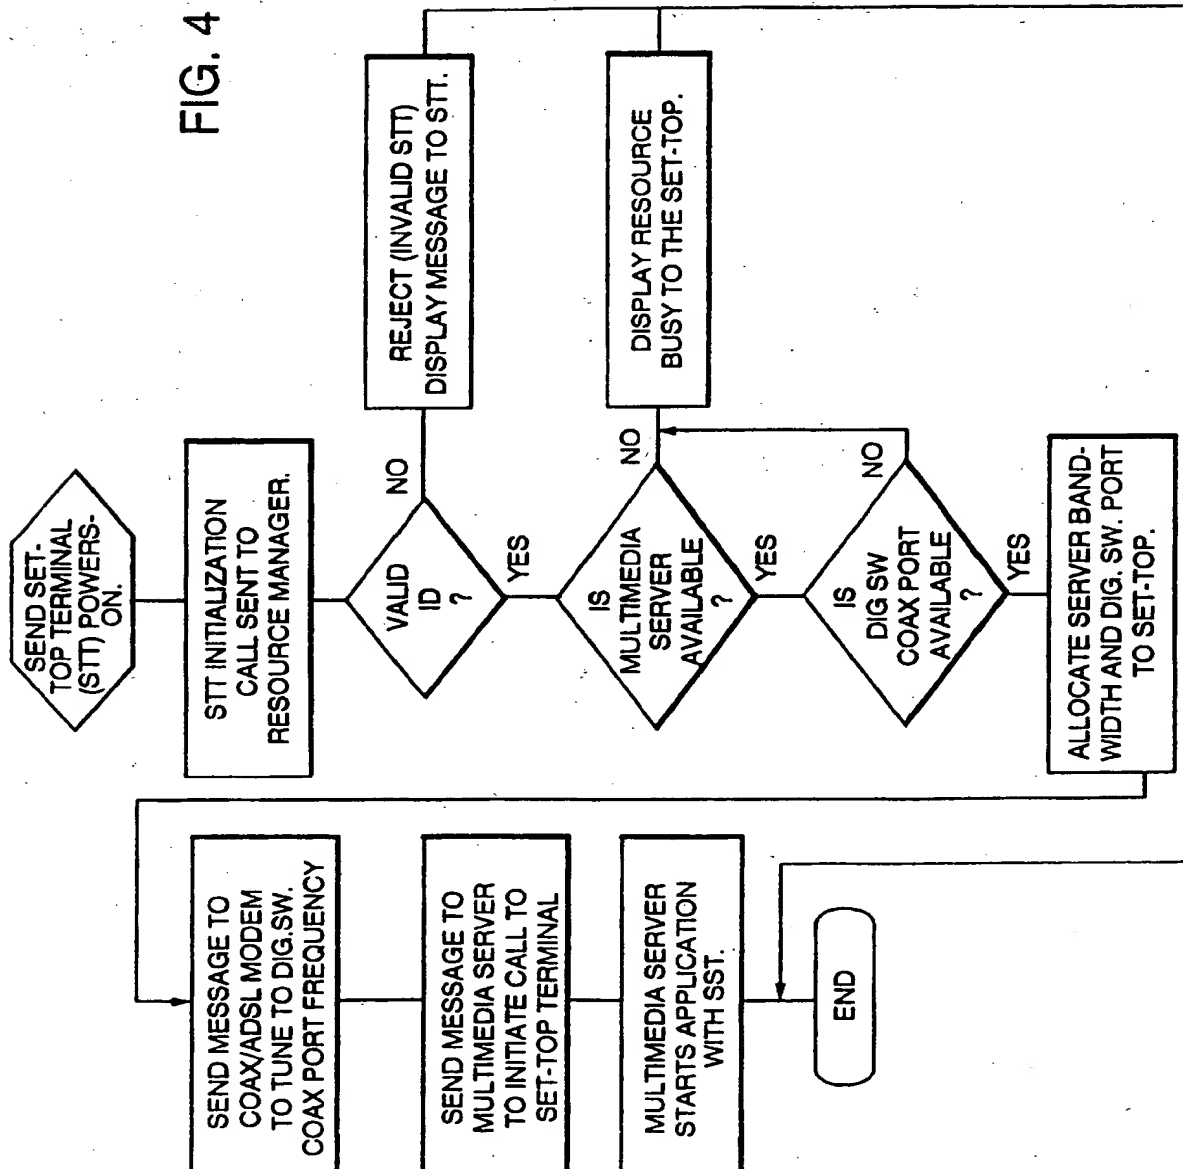 FIG. 4
SEND SET-
TOP TERMINAL
(STT) POWERS-
ON.
STT INITIALIZATION
CALL SENT TO
RESOURCE MANAGER.
VALID
ID
?
NO
REJECT (INVALID STT)
DISPLAY MESSAGE TO STT.
YES
IS
MULTIMEDIA
SERVER
AVAILABLE
?
NO
DISPLAY RESOURCE
BUSY TO THE SET-TOP.
YES
IS
DIG SW
COAX PORT
AVAILABLE
?
NO
YES
ALLOCATE SERVER BAND-
WIDTH AND DIG. SW. PORT
TO SET-TOP.
SEND MESSAGE TO
COAX/ADSL MODEM
TO TUNE TO DIG.SW.
COAX PORT FREQUENCY
SEND MESSAGE TO
MULTIMEDIA SERVER
TO INITIATE CALL TO
SET-TOP TERMINAL
MULTIMEDIA SERVER
STARTS APPLICATION
WITH SST.
END